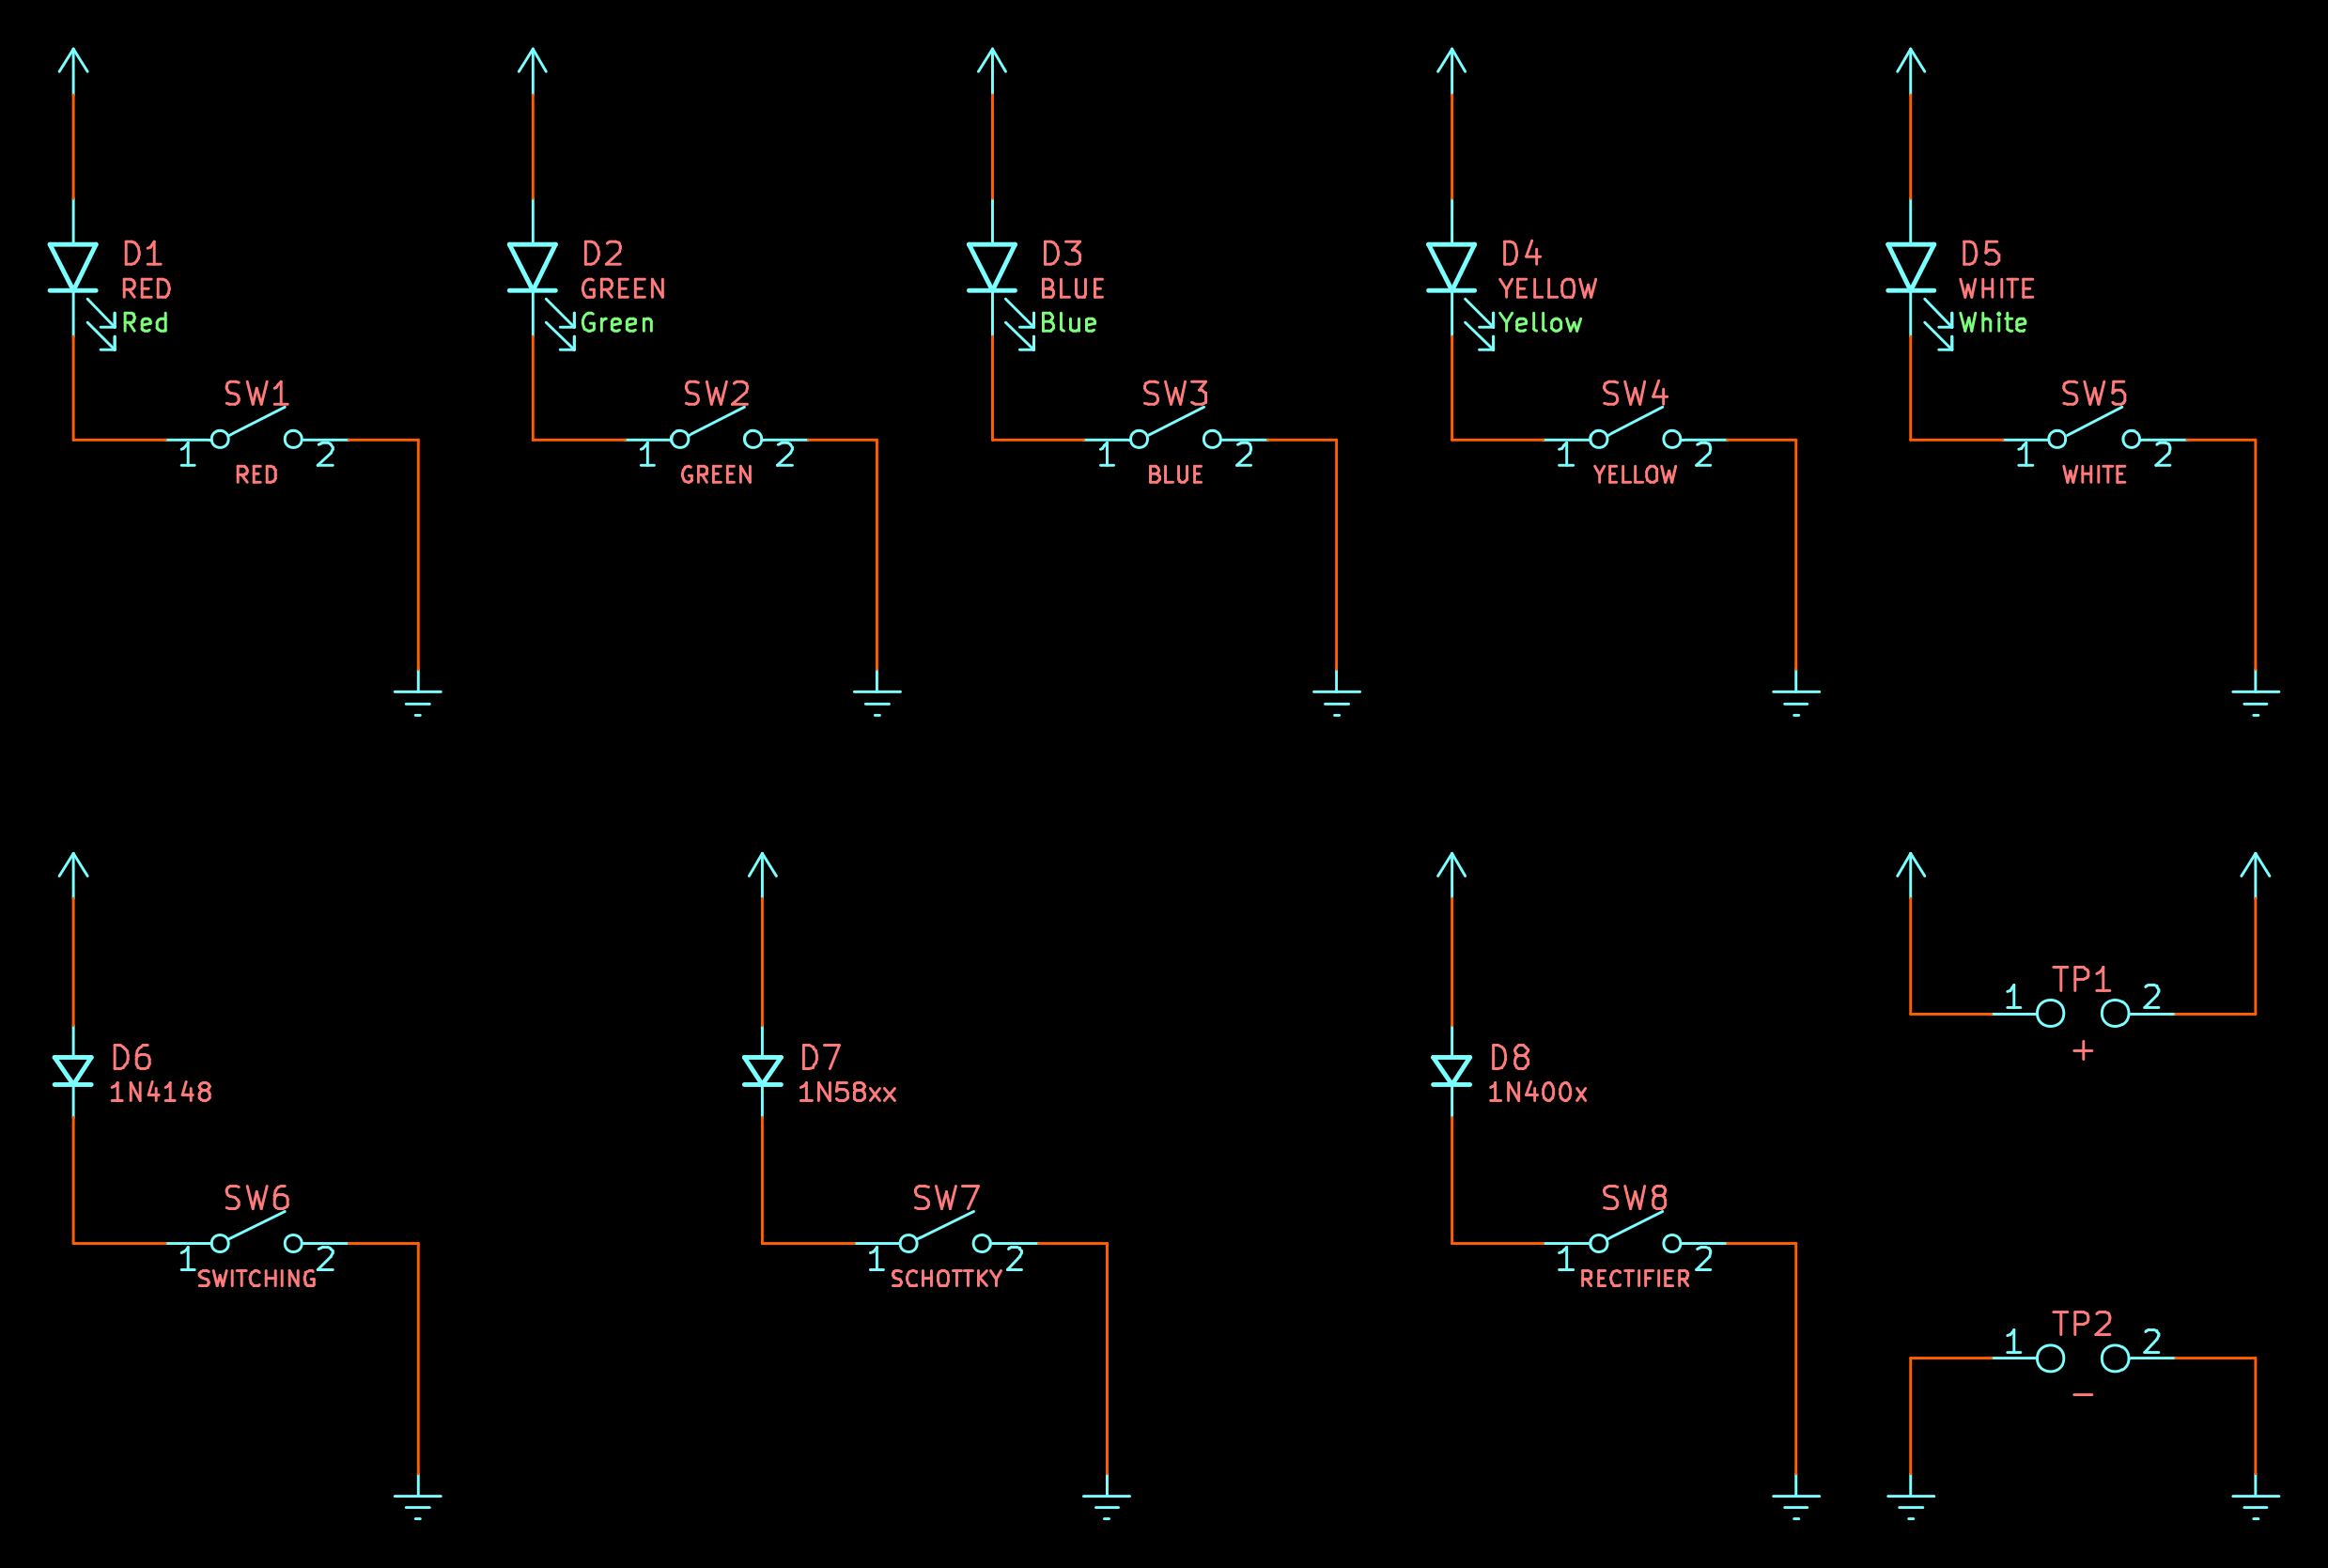 D1
RED
Red
SW1
1 2
RED
D2
GREEN
Green
SW2
1 2
GREEN
D3
BLUE
Blue
SW3
1 2
BLUE
D4
YELLOW
Yellow
SW4
1 2
YELLOW
D5
WHITE
White
SW5
1 2
WHITE
D6
1N4148
SW6
1 2
SWITCHING
D7
1N58xx
SW7
1 2
SCHOTTKY
D8
1N400x
SW8
1 2
RECTIFIER
TP1
1 2
+
TP2
1 2
-